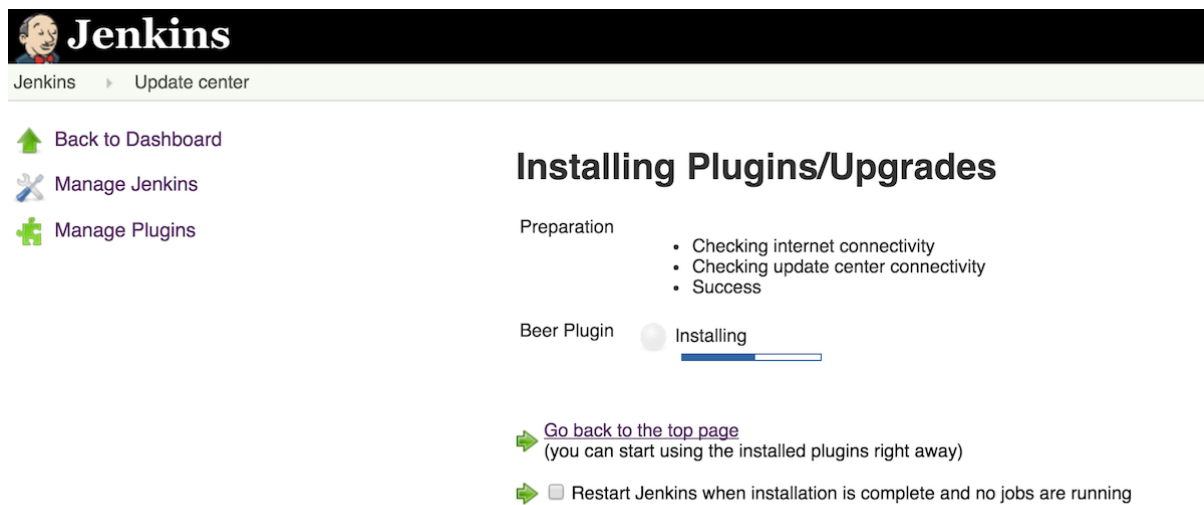 Jenkins
Jenkins Update center
Back to Dashboard
Manage Jenkins
Manage Plugins
Installing Plugins/Upgrades
Preparation
Checking internet connectivity
Checking update center connectivity
Success
Beer Plugin Installing
Go back to the top page
(you can start using the installed plugins right away)
Restart Jenkins when installation is complete and no jobs are running